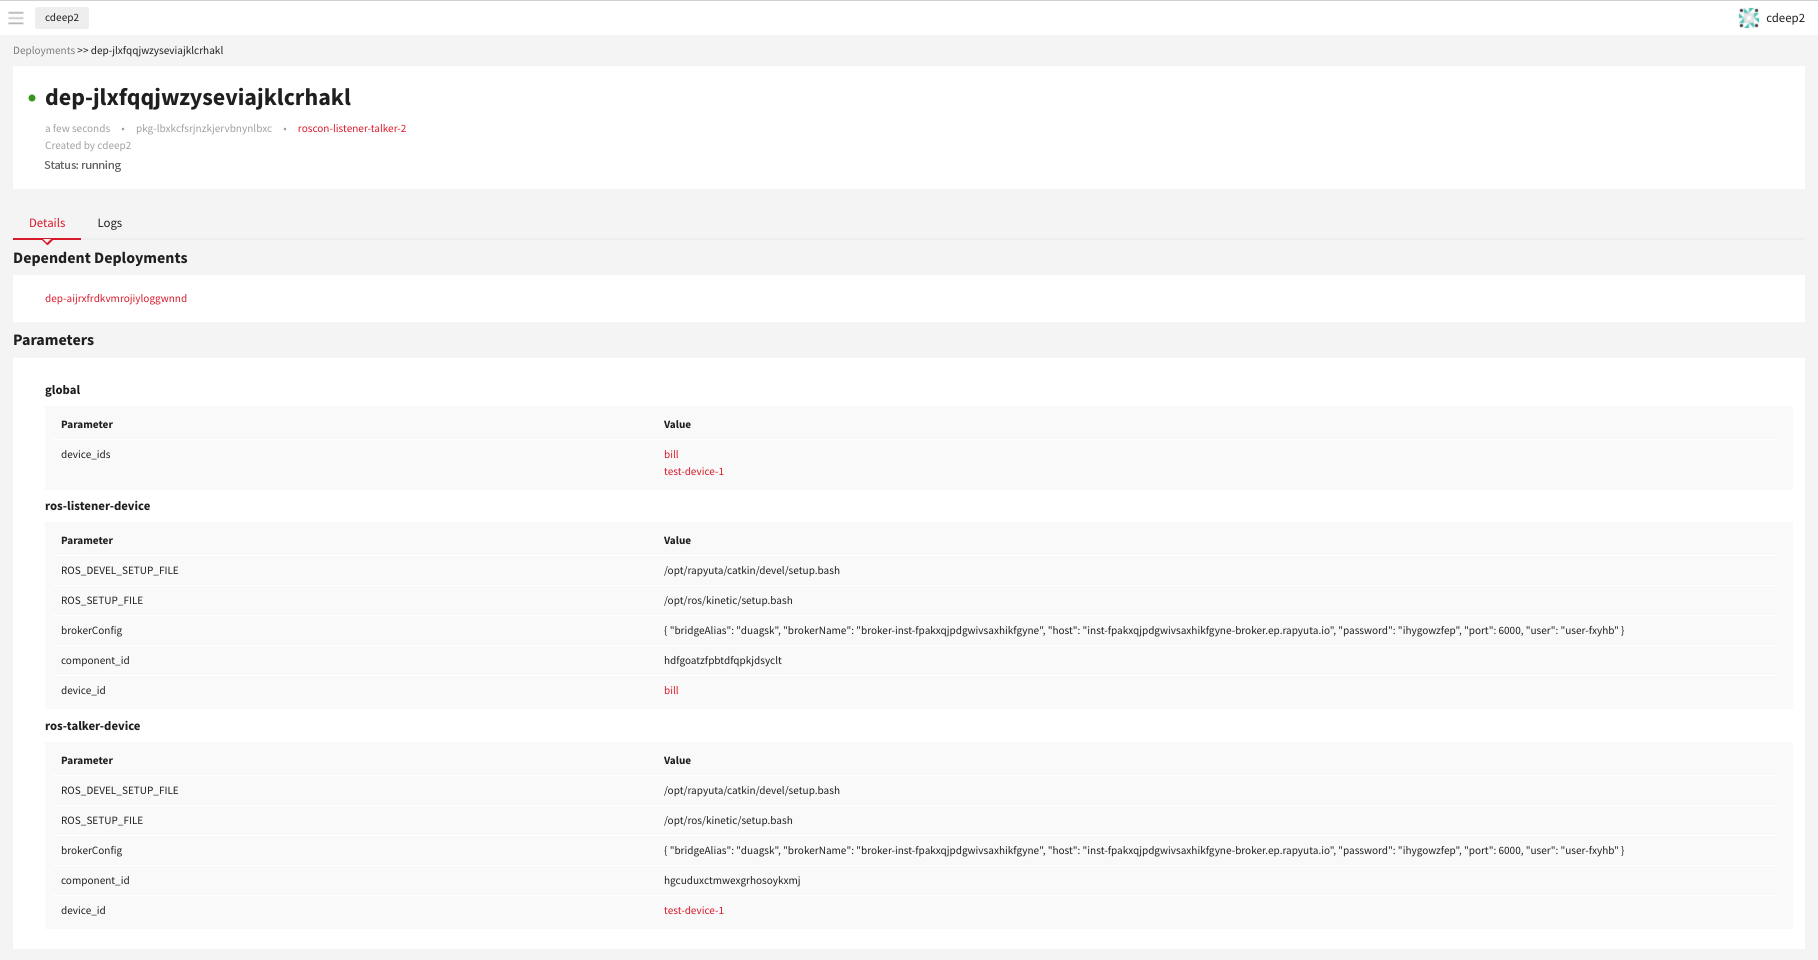 cdeep2
cdeep2
Deployments >> dep-jlxfqqjwzyseviajklcrhakl
dep-jlxfqqjwzyseviajklcrhakl
a few seconds • pkg-lbxkcfsrjnzkjervbnynlbxc • roscon-listener-talker-2
Created by cdeep2
Status: running
Details Logs
Dependent Deployments
dep-aijrxfrdkvmrojiyloggwnnd
Parameters
global
Parameter Value
device_ids bill
test-device-1
ros-listener-device
Parameter Value
ROS_DEVEL_SETUP_FILE /opt/rapyuta/catkin/devel/setup.bash
ROS_SETUP_FILE /opt/ros/kinetic/setup.bash
brokerConfig { "bridgeAlias": "duagsk", "brokerName": "broker-inst-fpakxqjpdgwivsaxhikfgyne", "host": "inst-fpakxqjpdgwivsaxhikfgyne-broker.ep.rapyuta.io", "password": "ihygowzfep", "port": 6000, "user": "user-fxyhb" }
component_id hdfgoatzfpbtdfqpkjdsyclt
device_id bill
ros-talker-device
Parameter Value
ROS_DEVEL_SETUP_FILE /opt/rapyuta/catkin/devel/setup.bash
ROS_SETUP_FILE /opt/ros/kinetic/setup.bash
brokerConfig { "bridgeAlias": "duagsk", "brokerName": "broker-inst-fpakxqjpdgwivsaxhikfgyne", "host": "inst-fpakxqjpdgwivsaxhikfgyne-broker.ep.rapyuta.io", "password": "ihygowzfep", "port": 6000, "user": "user-fxyhb" }
component_id hgcuduxctmwexgrhosoykxmj
device_id test-device-1